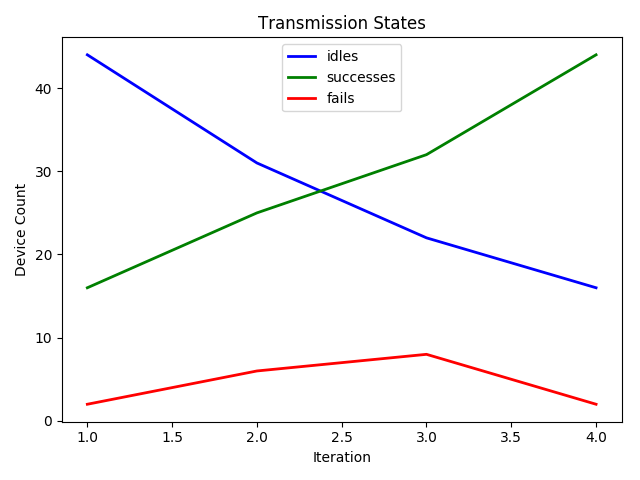 Transmission States
idles
successes
fails
Device Count
40
30
20
10
0
1.0 1.5 2.0 2.5 3.0 3.5 4.0
Iteration